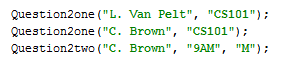 Question2one("L. Van Pelt", "CS101");
Question2one("C. Brown", "CS101");
Question2two("C. Brown", "9AM", "M");